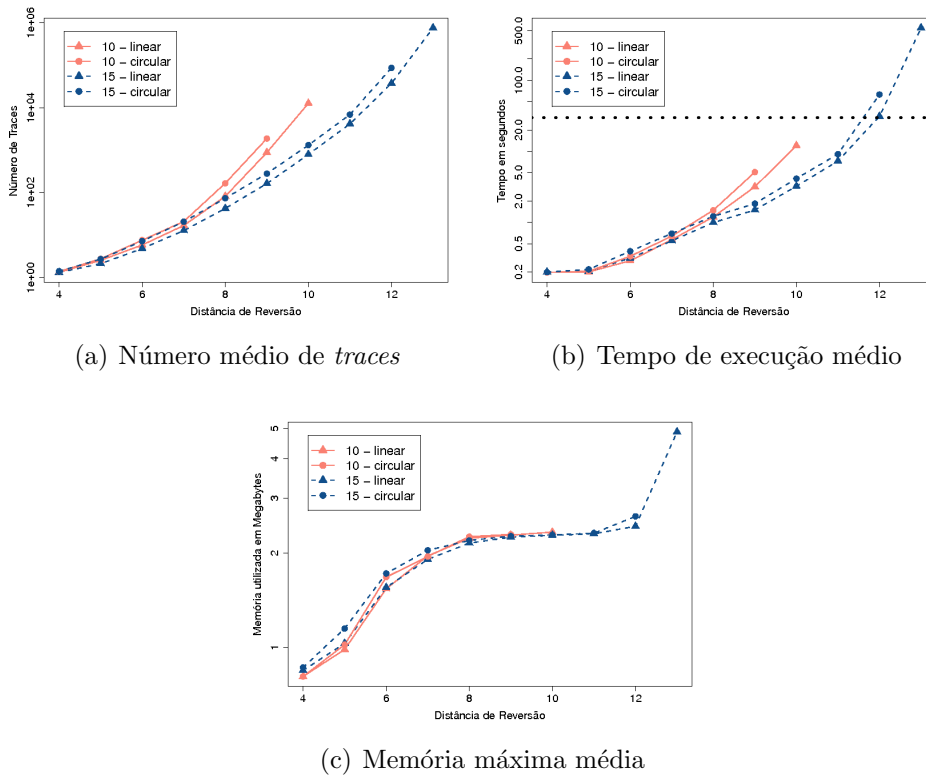 1e+06
1e+04
1e+02
1e+00
Número de Traces
10 − linear
10 − circular
15 − linear
15 − circular
4
6
8
10
12
Distância de Reversão
(a) Número médio de traces
500.0
100.0
20.0
5.0
2.0
0.5
0.2
Tempo em segundos
10 − linear
10 − circular
15 − linear
15 − circular
4
6
8
10
12
Distância de Reversão
(b) Tempo de execução médio
5
4
3
2
1
Memória utilizada em Megabytes
10 − linear
10 − circular
15 − linear
15 − circular
4
6
8
10
12
Distância de Reversão
(c) Memória máxima média